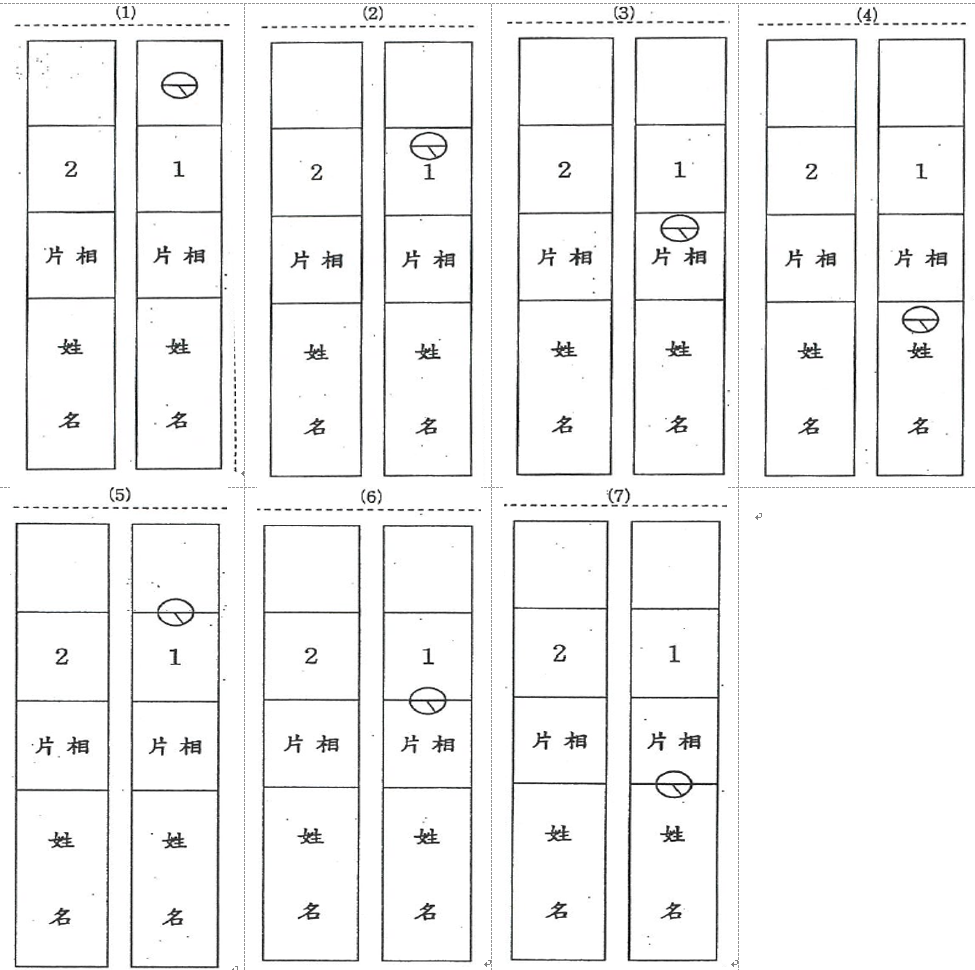 (1)
2 1
片相 片相
姓 姓
名 名
(2)
2 1
片相 片相
姓 姓
名 名
(3)
2 1
片相 片相
姓 姓
名 名
(4)
2 1
片相 片相
姓 姓
名 名
(5)
2 1
片相 片相
姓 姓
名 名
(6)
2 1
片相 片相
姓 姓
名 名
(7)
2 1
片相 片相
姓 姓
名 名